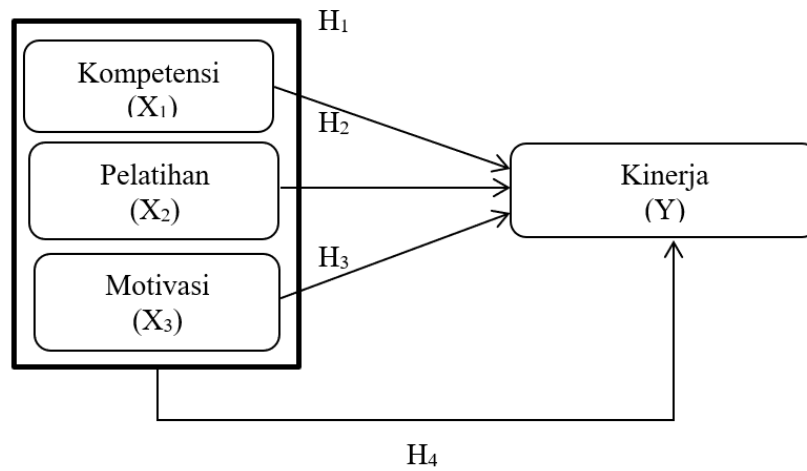 H₁
Kompetensi
(X₁)
H₂
Pelatihan
(X₂)
Kinerja
(Y)
H₃
Motivasi
(X₃)
H₄